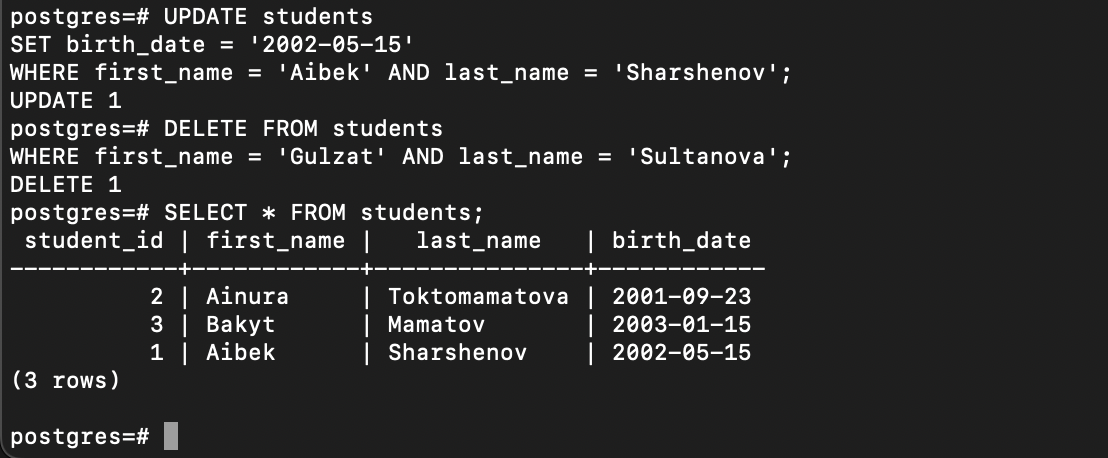 postgres=# UPDATE students
SET birth_date = '2002-05-15'
WHERE first_name = 'Aibek' AND last_name = 'Sharshenov';
UPDATE 1
postgres=# DELETE FROM students
WHERE first_name = 'Gulzat' AND last_name = 'Sultanova';
DELETE 1
postgres=# SELECT * FROM students;
 student_id | first_name |   last_name   | birth_date
------------+------------+---------------+------------
          2 | Ainura     | Toktomamatova | 2001-09-23
          3 | Bakyt      | Mamatov       | 2003-01-15
          1 | Aibek      | Sharshenov    | 2002-05-15
(3 rows)
postgres=#